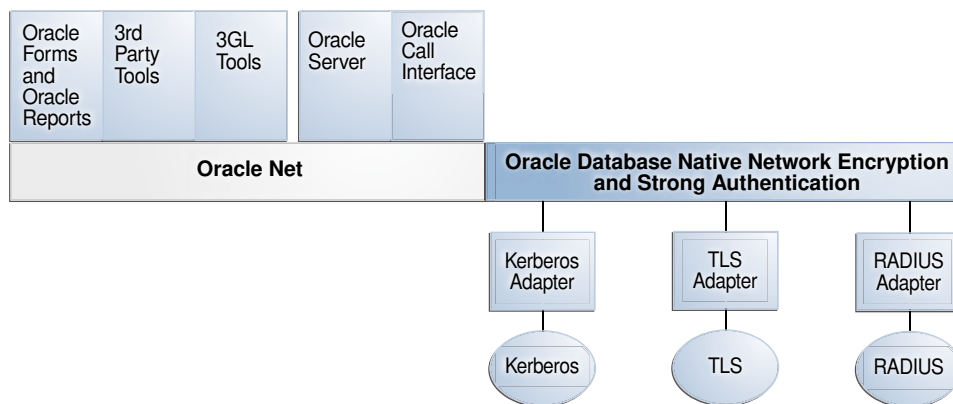 Oracle
Forms
and
Oracle
Reports
3rd
Party
Tools
3GL
Tools
Oracle
Server
Oracle
Call
Interface
Oracle Net
Oracle Database Native Network Encryption
and Strong Authentication
Kerberos
Adapter
TLS
Adapter
RADIUS
Adapter
Kerberos
TLS
RADIUS